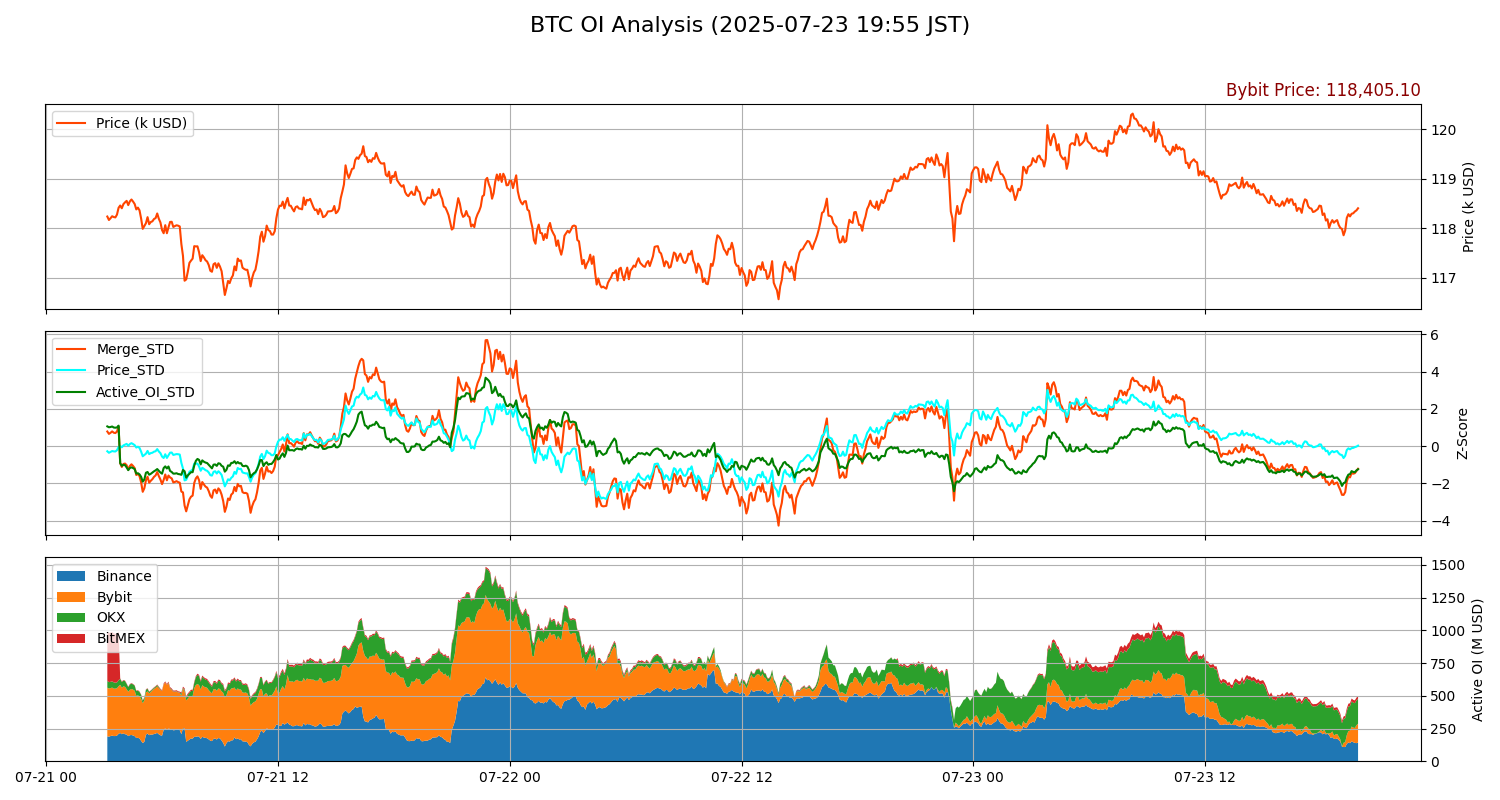 BTC OI Analysis (2025-07-23 19:55 JST)
Bybit Price: 118,405.10
Price (k USD)
120
119
118
117
Price (k USD)
Merge_STD
Price_STD
Active_OI_STD
6
4
2
0
−2
−4
Z-Score
Binance
Bybit
OKX
BitMEX
1500
1250
1000
750
500
250
0
Active OI (M USD)
07-21 00
07-21 12
07-22 00
07-22 12
07-23 00
07-23 12